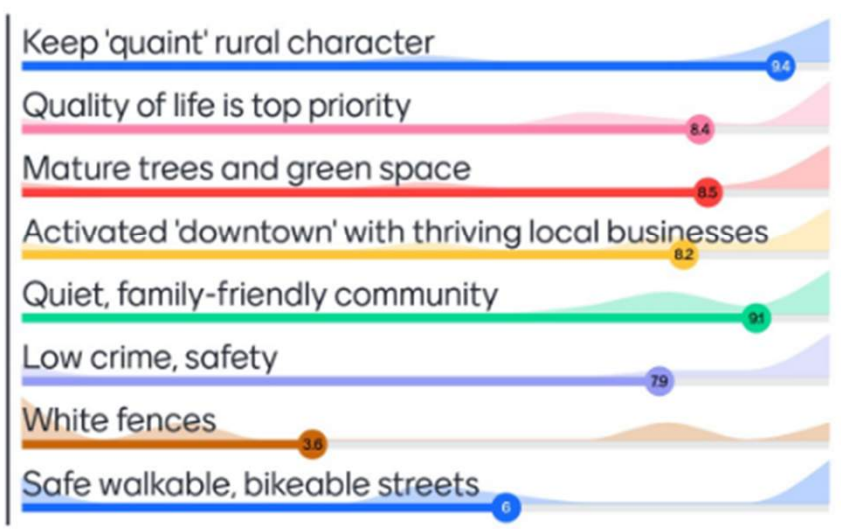 Keep 'quaint' rural character
9.4
Quality of life is top priority
8.4
Mature trees and green space
8.5
Activated 'downtown' with thriving local businesses
8.2
Quiet, family-friendly community
9.1
Low crime, safety
7.9
White fences
3.6
Safe walkable, bikeable streets
6